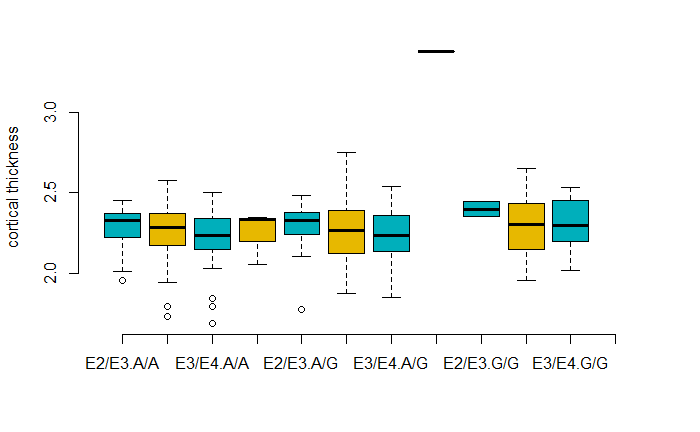 cortical thickness
3.0
2.5
2.0
E2/E3.A/A
E3/E4.A/A
E2/E3.A/G
E3/E4.A/G
E2/E3.G/G
E3/E4.G/G